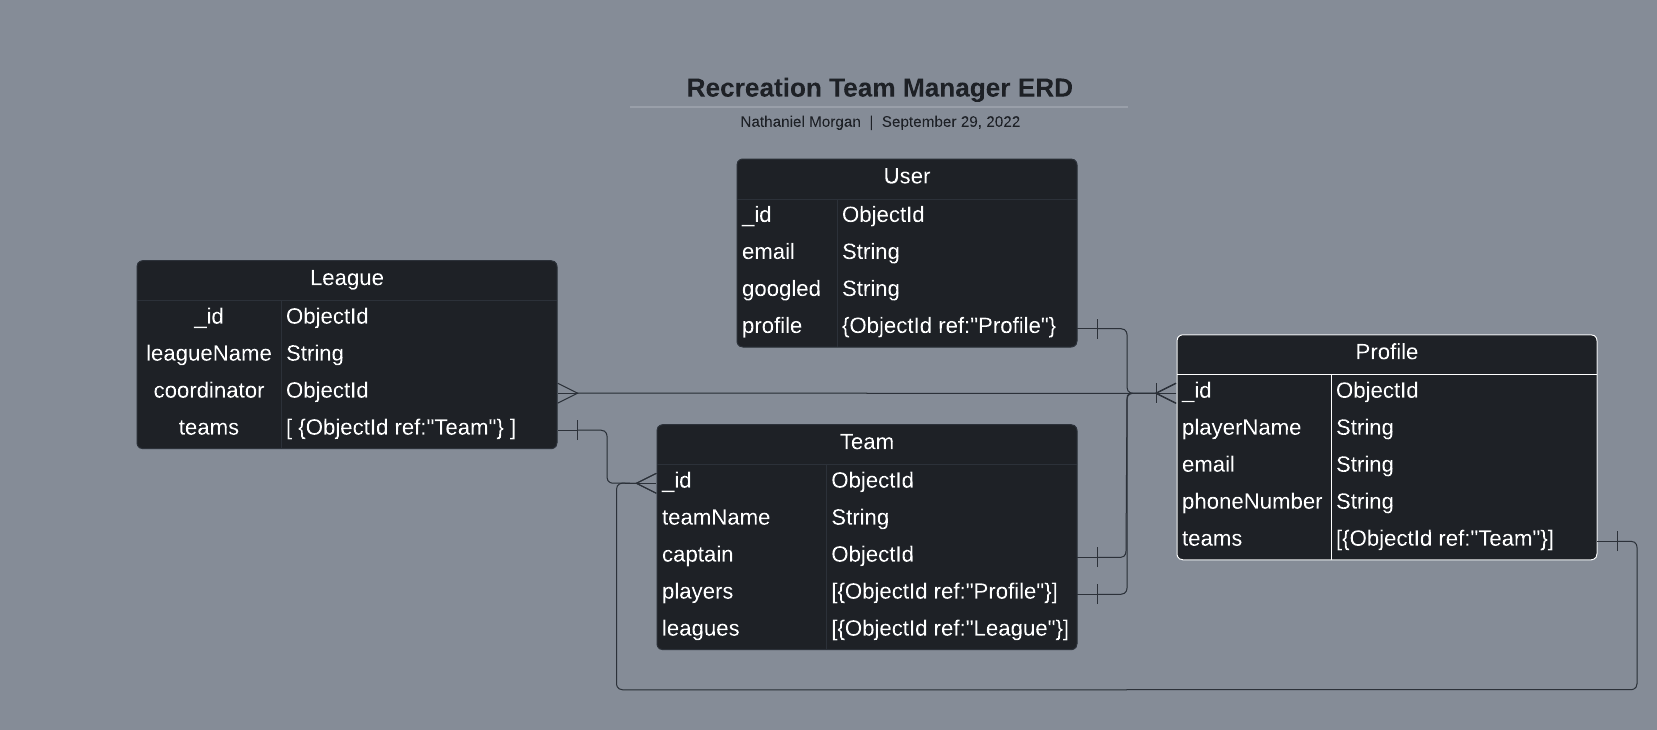 Recreation Team Manager ERD
Nathaniel Morgan | September 29, 2022
User
_id ObjectId
email String
googled String
profile {ObjectId ref:"Profile"}
League
_id ObjectId
leagueName String
coordinator ObjectId
teams [ {ObjectId ref:"Team"} ]
Team
_id ObjectId
teamName String
captain ObjectId
players [{ObjectId ref:"Profile"}]
leagues [{ObjectId ref:"League"}]
Profile
_id ObjectId
playerName String
email String
phoneNumber String
teams [{ObjectId ref:"Team"}]